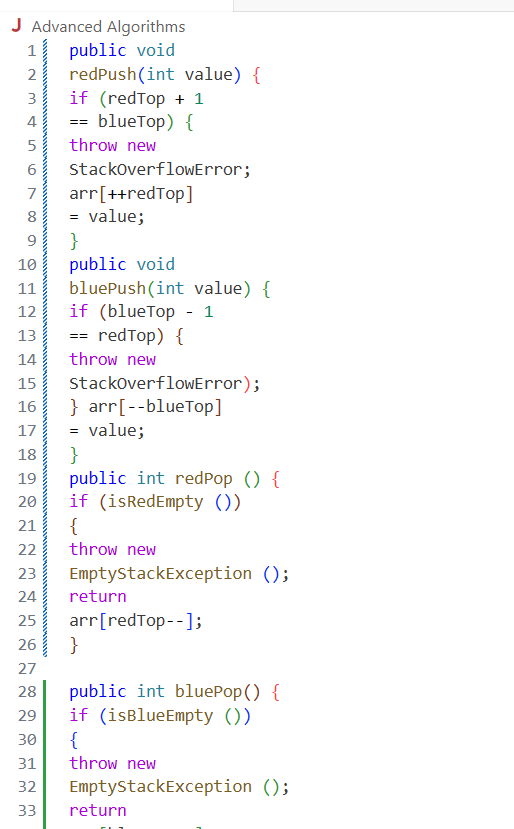 J Advanced Algorithms
1 public void
2 redPush(int value) {
3 if (redTop + 1
4 == blueTop) {
5 throw new
6 StackOverflowError;
7 arr[++redTop]
8 = value;
9 }
10 public void
11 bluePush(int value) {
12 if (blueTop - 1
13 == redTop) {
14 throw new
15 StackOverflowError);
16 } arr[--blueTop]
17 = value;
18 }
19 public int redPop () {
20 if (isRedEmpty ())
21 {
22 throw new
23 EmptyStackException ();
24 return
25 arr[redTop--];
26 }
27
28 public int bluePop() {
29 if (isBlueEmpty ())
30 {
31 throw new
32 EmptyStackException ();
33 return